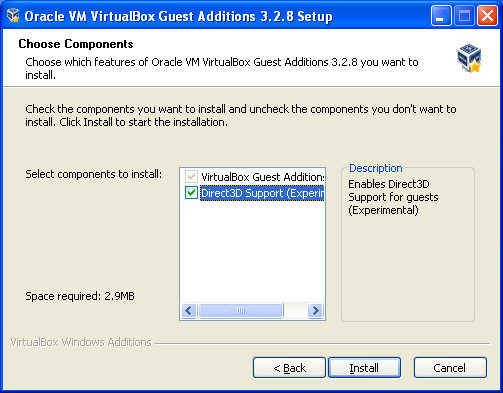 Oracle VM VirtualBox Guest Additions 3.2.8 Setup
Choose Components
Choose which features of Oracle VM VirtualBox Guest Additions 3.2.8 you want to
install.
Check the components you want to install and uncheck the components you don't want to
install. Click Install to start the installation.
Select components to install:
VirtualBox Guest Additions
Direct3D Support (Experin
Description
Enables Direct3D
Support for guests
(Experimental)
Space required: 2.9MB
VirtualBox Windows Additions
< Back
Install
Cancel